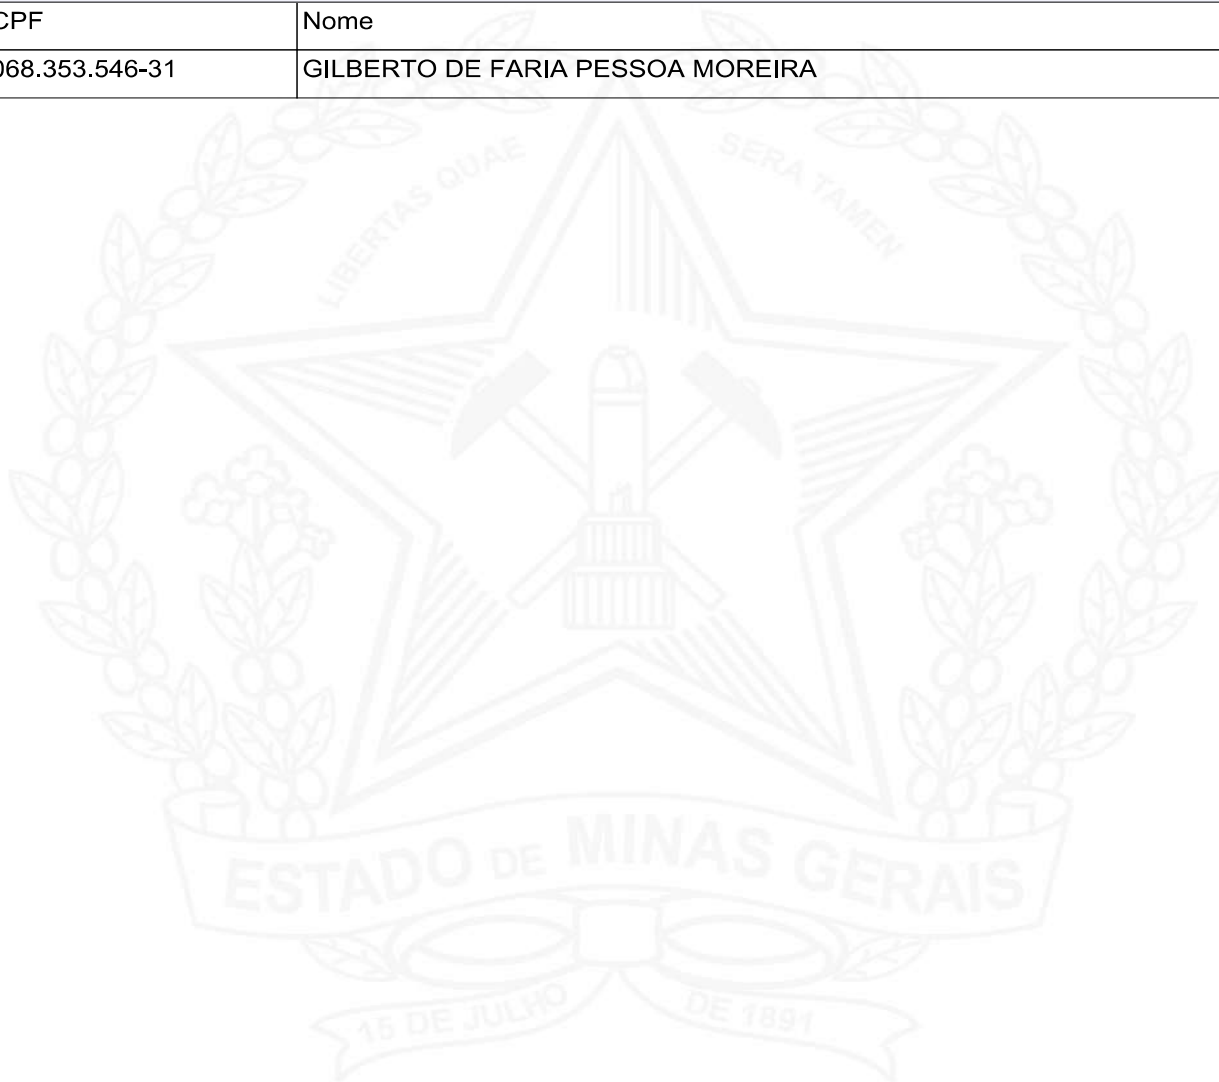 CPF Nome
068.353.546-31 GILBERTO DE FARIA PESSOA MOREIRA
LIBERTAS QUAE SERA TAMEN
ESTADO DE MINAS GERAIS
15 DE JULHO DE 1891